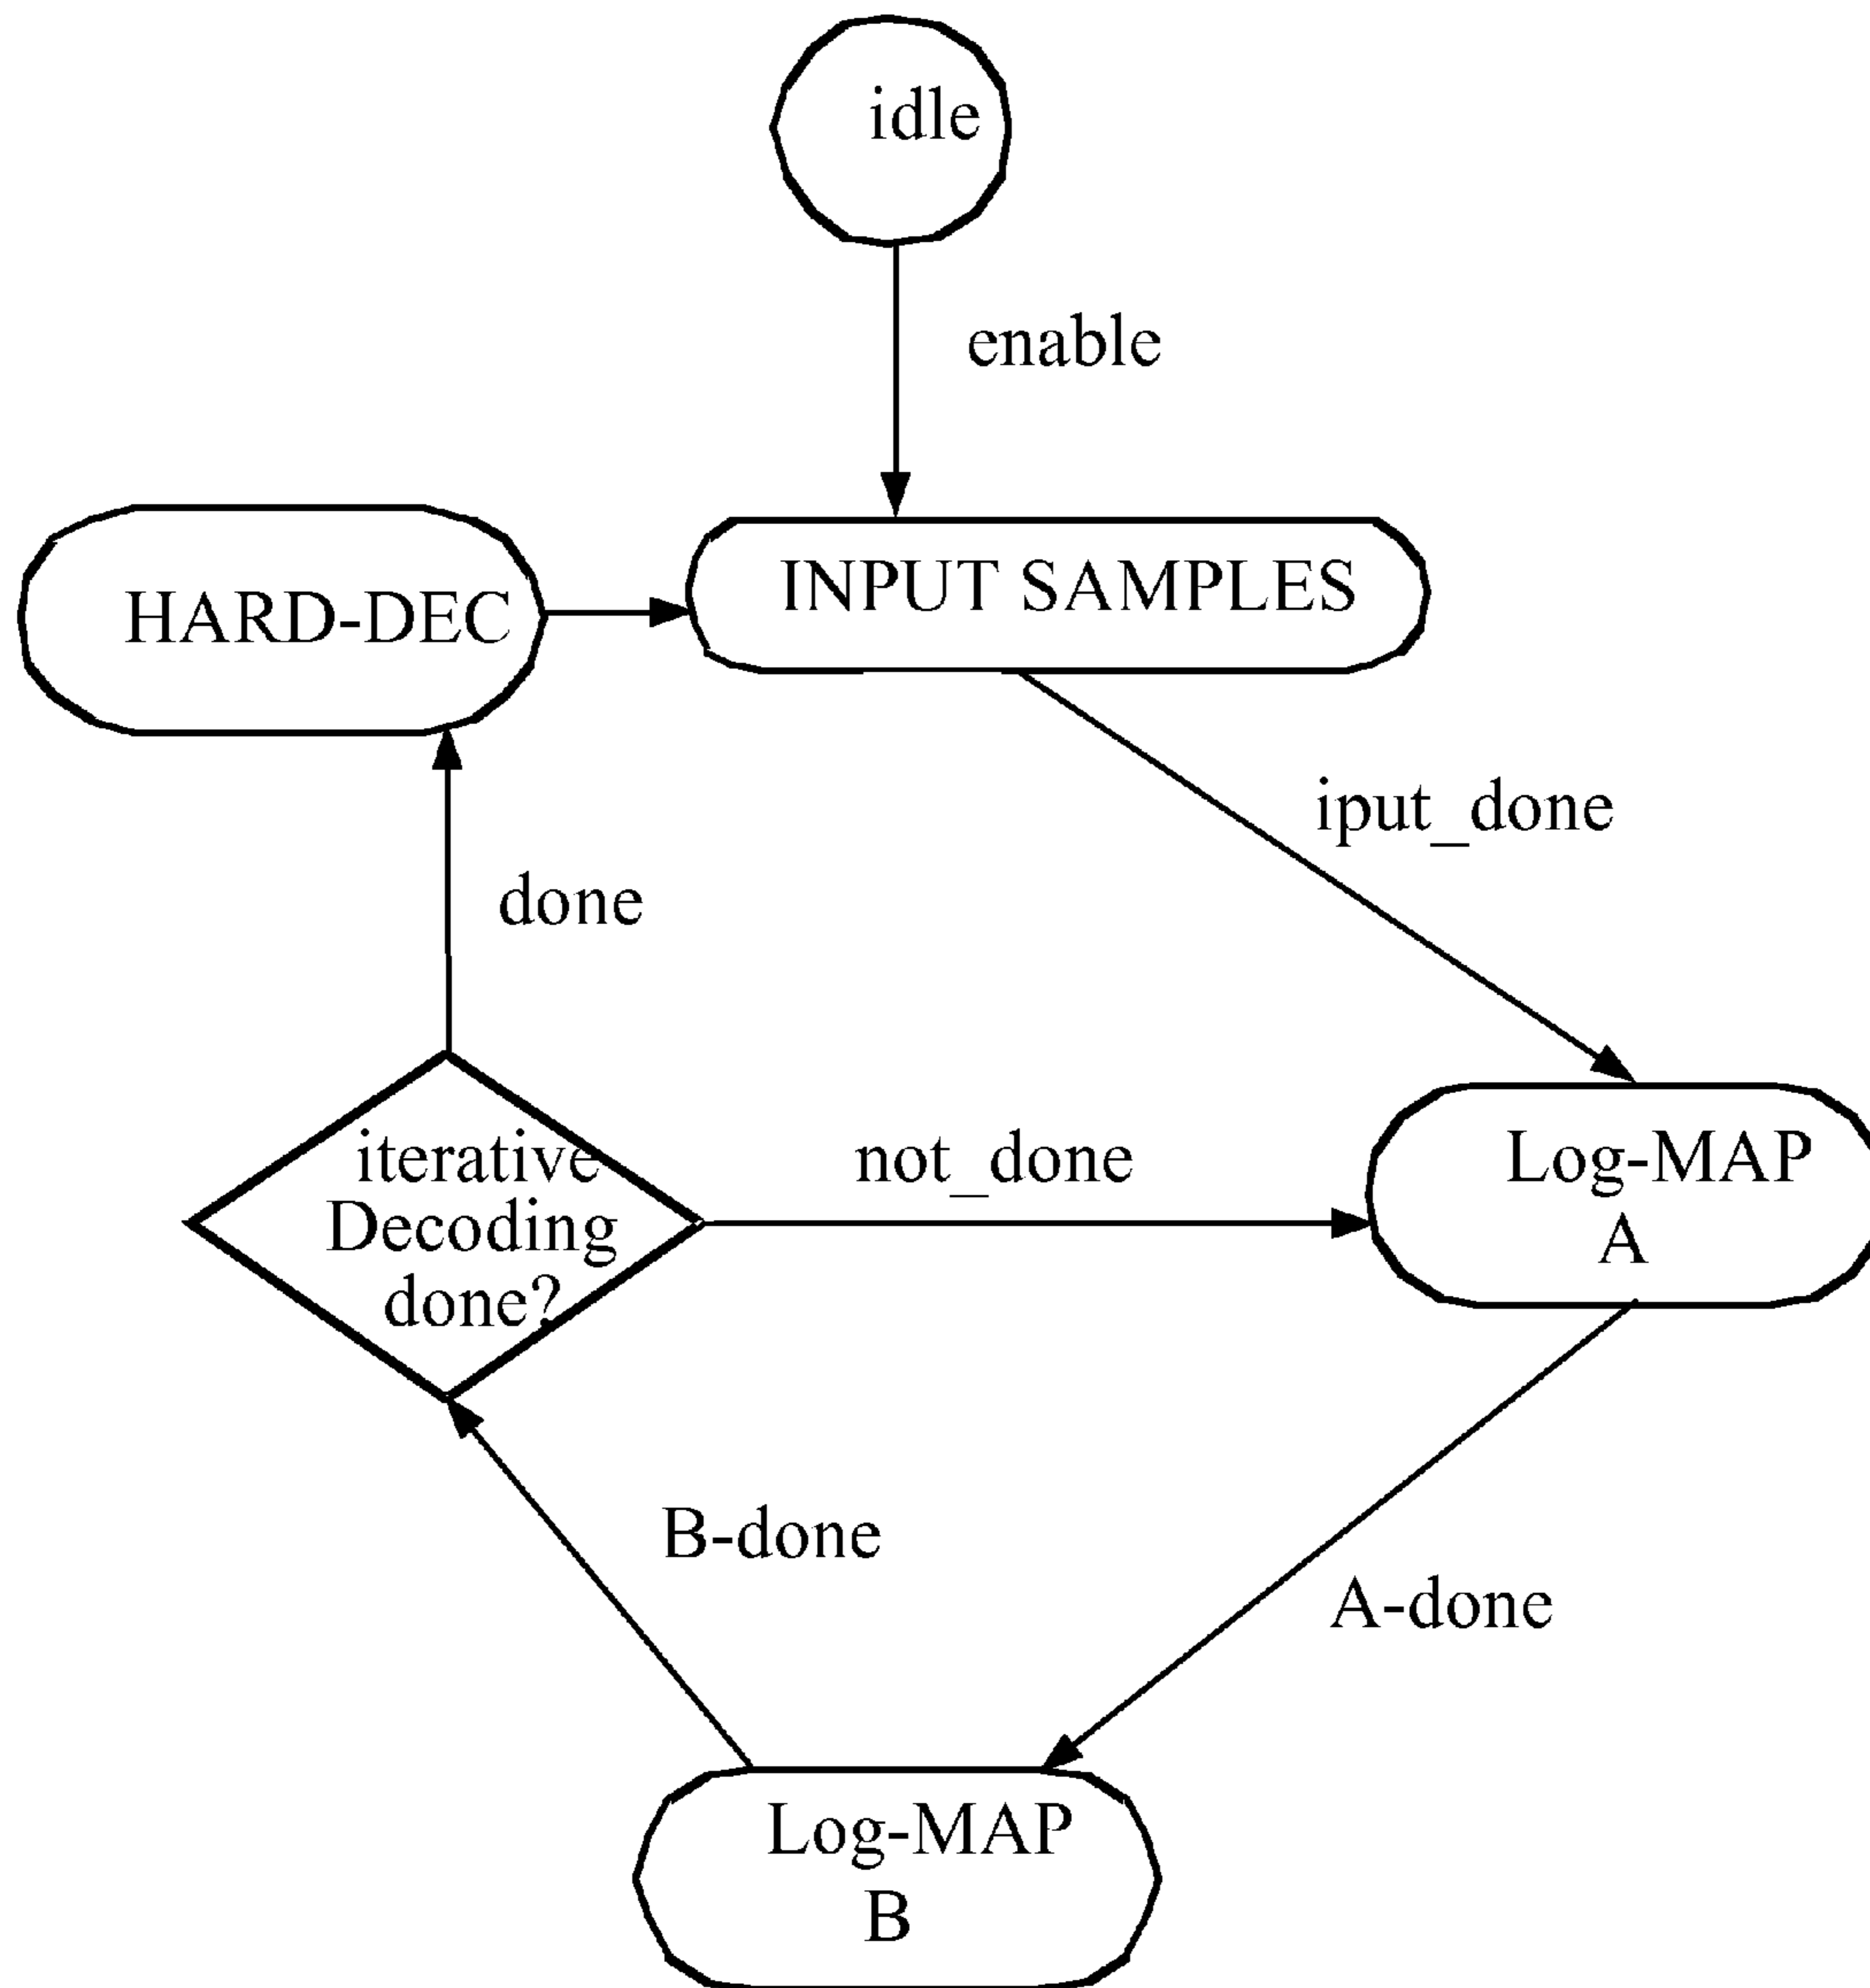 idle
enable
HARD-DEC
INPUT SAMPLES
iput_done
done
iterative
Decoding
done?
not_done
Log-MAP
A
B-done
A-done
Log-MAP
B